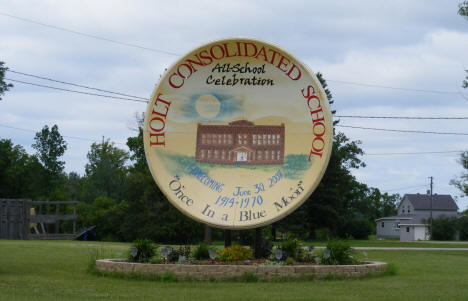 HOLT CONSOLIDATED SCHOOL
All-School
Celebration
HOMECOMING June 30, 2007
1914-1970
"Once In a Blue Moon"